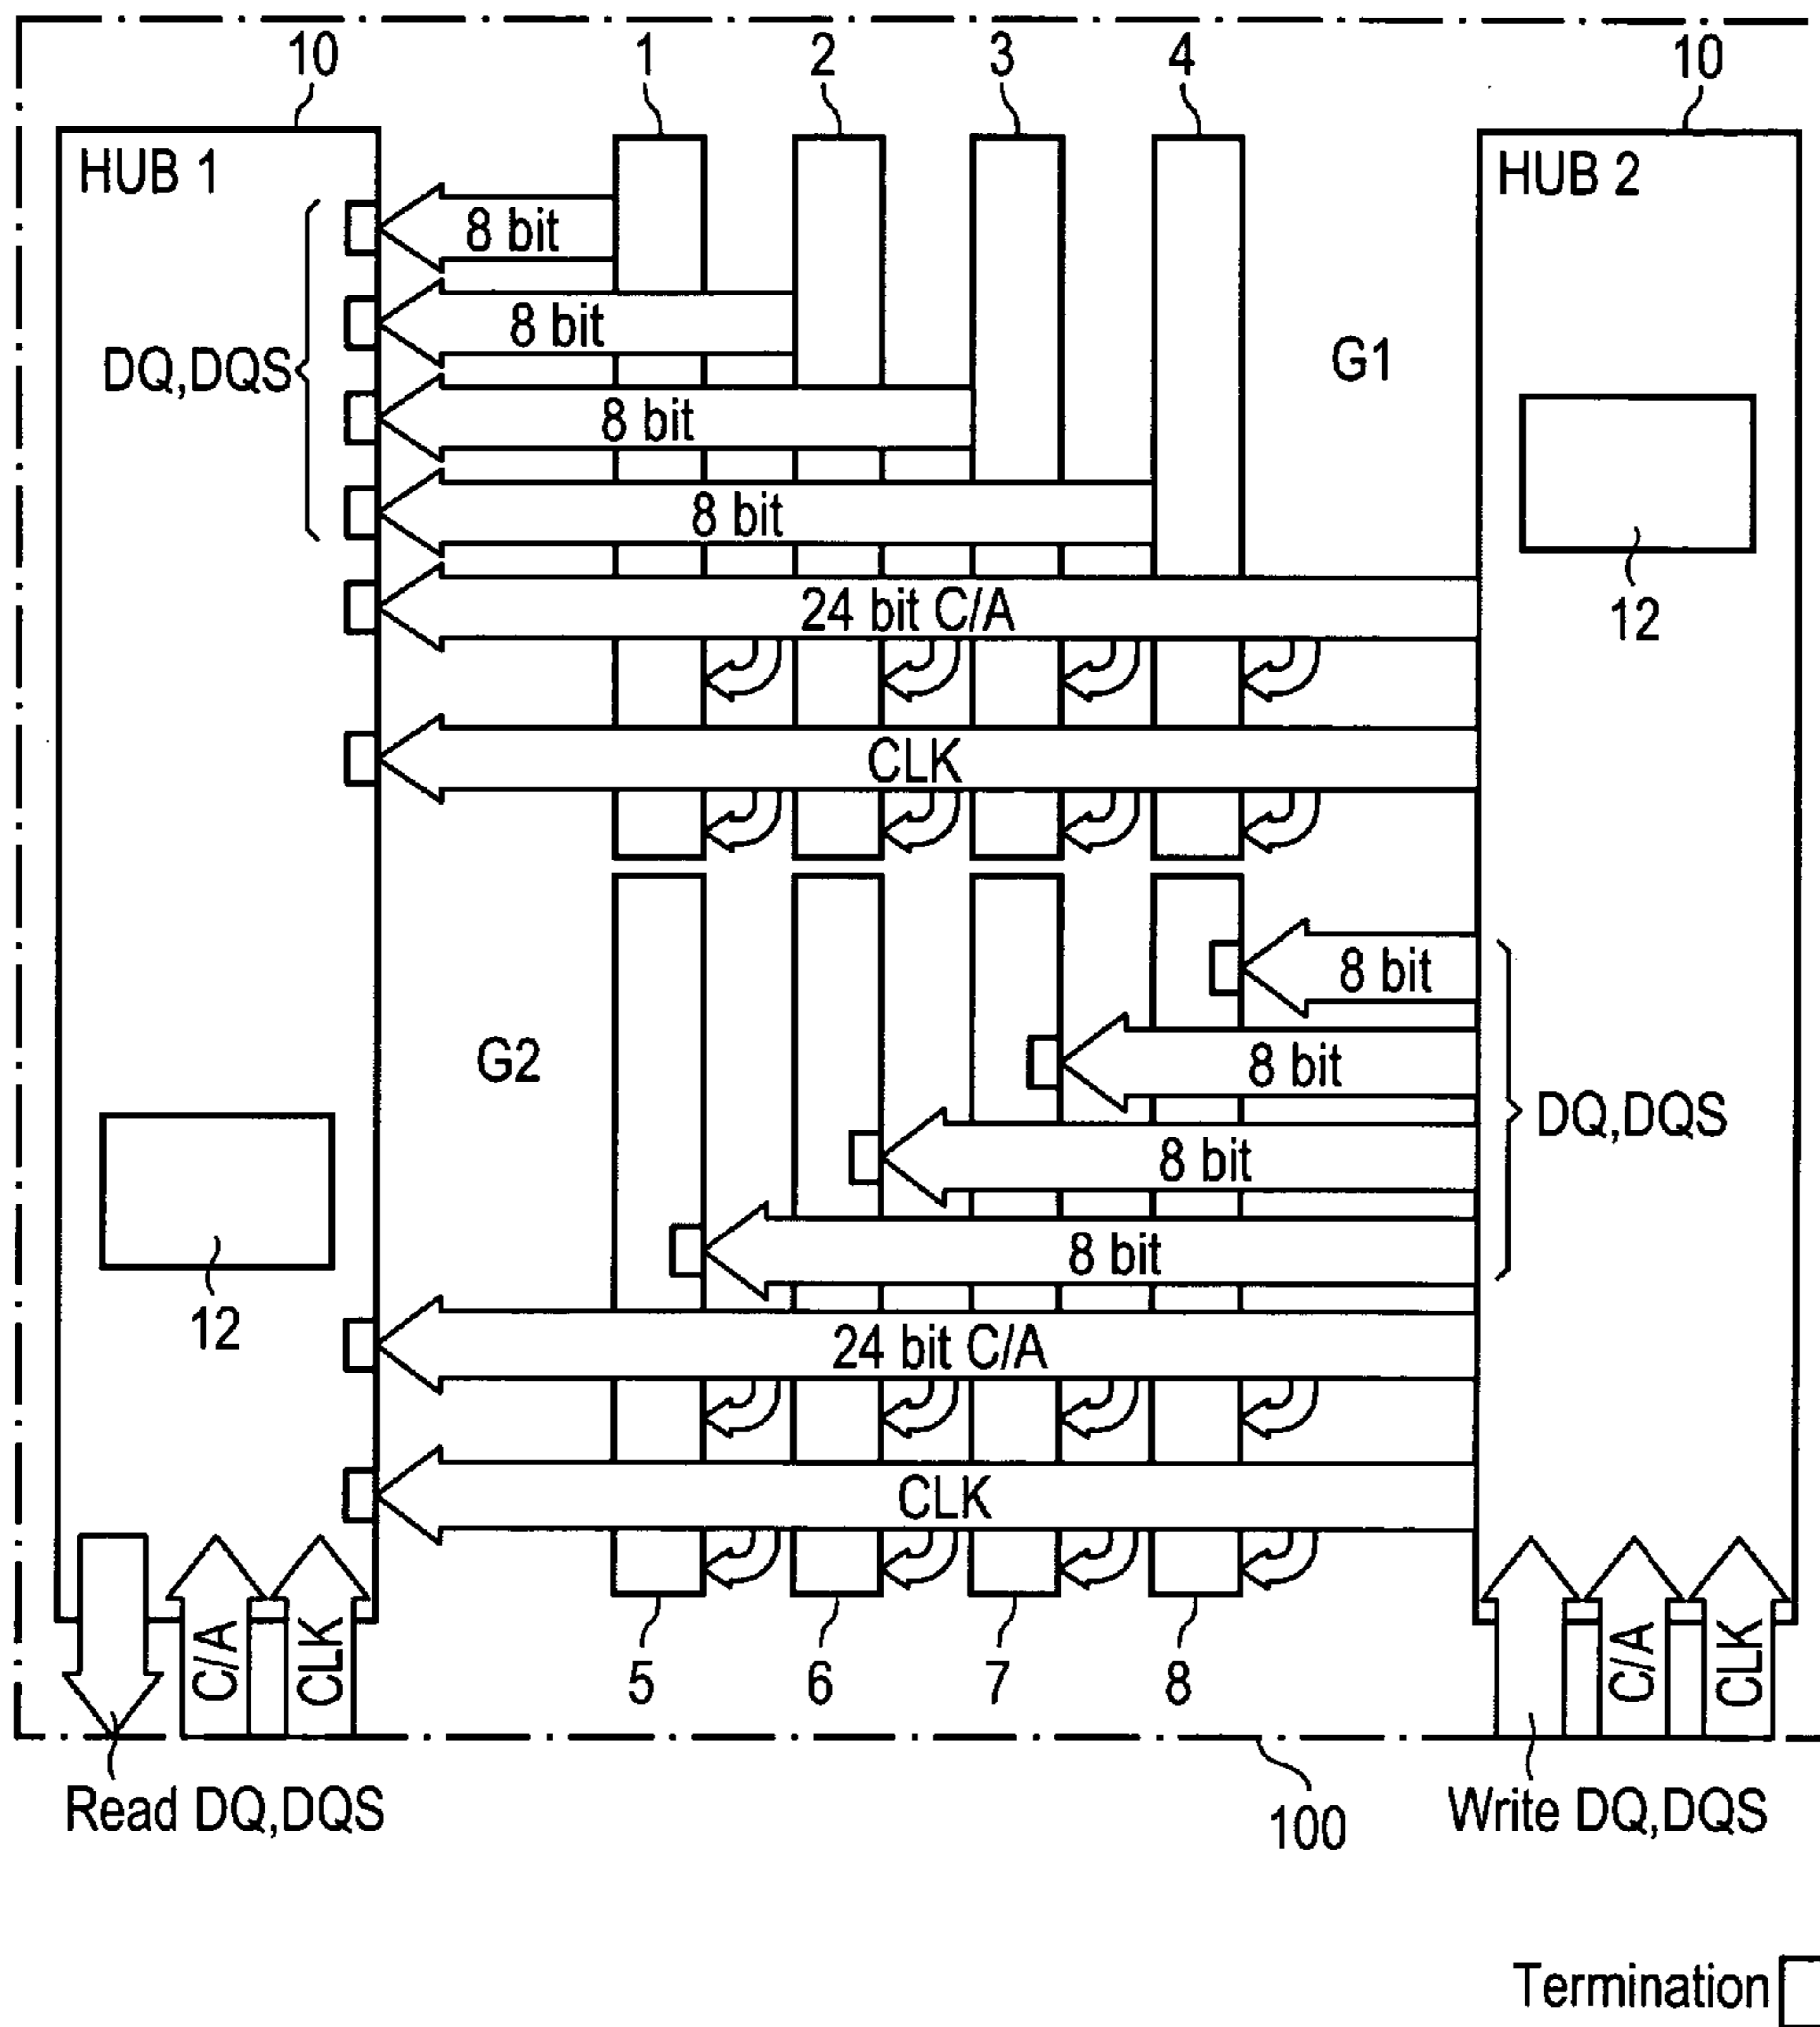 10
1
2
3
4
10
HUB 1
HUB 2
8 bit
8 bit
DQ,DQS
G1
8 bit
8 bit
24 bit C/A
12
CLK
8 bit
G2
8 bit
DQ,DQS
8 bit
8 bit
12
24 bit C/A
CLK
C/A
CLK
5
6
7
8
C/A
CLK
Read DQ,DQS
100
Write DQ,DQS
Termination